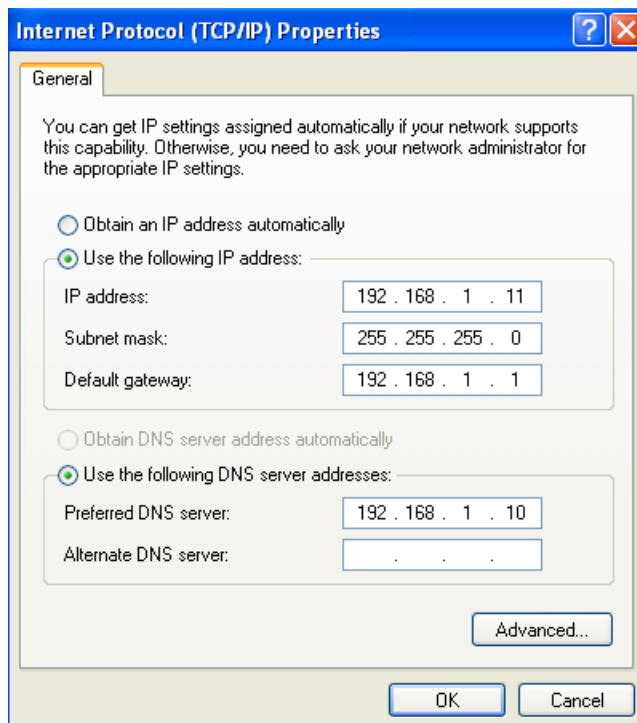 Internet Protocol (TCP/IP) Properties
General
You can get IP settings assigned automatically if your network supports
this capability. Otherwise, you need to ask your network administrator for
the appropriate IP settings.
Obtain an IP address automatically
Use the following IP address:
IP address: 192 . 168 . 1 . 11
Subnet mask: 255 . 255 . 255 . 0
Default gateway: 192 . 168 . 1 . 1
Obtain DNS server address automatically
Use the following DNS server addresses:
Preferred DNS server: 192 . 168 . 1 . 10
Alternate DNS server: . . .
Advanced...
OK Cancel